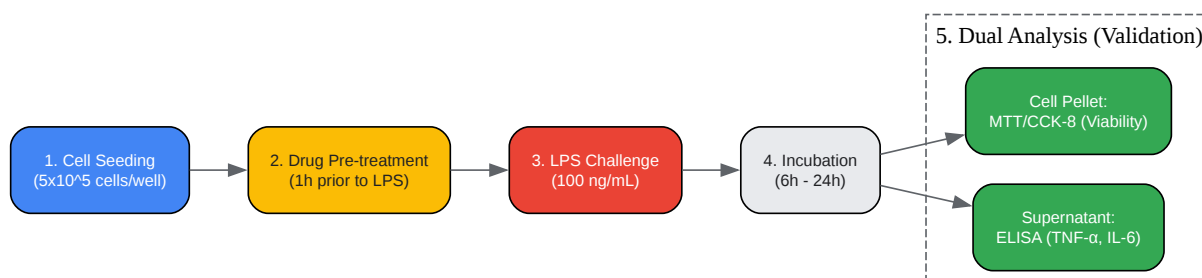 1. Cell Seeding
(5x10^5 cells/well)
2. Drug Pre-treatment
(1h prior to LPS)
3. LPS Challenge
(100 ng/mL)
4. Incubation
(6h - 24h)
5. Dual Analysis (Validation)
Cell Pellet:
MTT/CCK-8 (Viability)
Supernatant:
ELISA (TNF-α, IL-6)